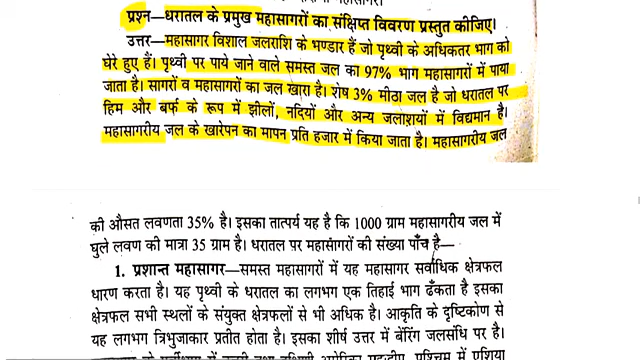 प्रश्न—धरातल के प्रमुख महासागरों का संक्षिप्त विवरण प्रस्तुत कीजिए।
उत्तर—महासागर विशाल जलराशि के भण्डार हैं जो पृथ्वी के अधिकतर भाग को
घेरे हुए हैं। पृथ्वी पर पाये जाने वाले समस्त जल का 97% भाग महासागरों में पाया
जाता है। सागरों व महासागरों का जल खारा है। शेष 3% मीठा जल है जो धरातल पर
हिम और बर्फ के रूप में झीलों, नदियों और अन्य जलाशयों में विद्यमान है।
महासागरीय जल के खारेपन का मापन प्रति हजार में किया जाता है। महासागरीय जल
की औसत लवणता 35% है। इसका तात्पर्य यह है कि 1000 ग्राम महासागरीय जल में
घुले लवण की मात्रा 35 ग्राम है। धरातल पर महासागरों की संख्या पाँच है—
1. प्रशान्त महासागर—समस्त महासागरों में यह महासागर सर्वाधिक क्षेत्रफल
धारण करता है। यह पृथ्वी के धरातल का लगभग एक तिहाई भाग ढँकता है इसका
क्षेत्रफल सभी स्थलों के संयुक्त क्षेत्रफलों से भी अधिक है। आकृति के दृष्टिकोण से
यह लगभग त्रिभुजाकार प्रतीत होता है। इसका शीर्ष उत्तर में बेरिंग जलसंधि पर है।